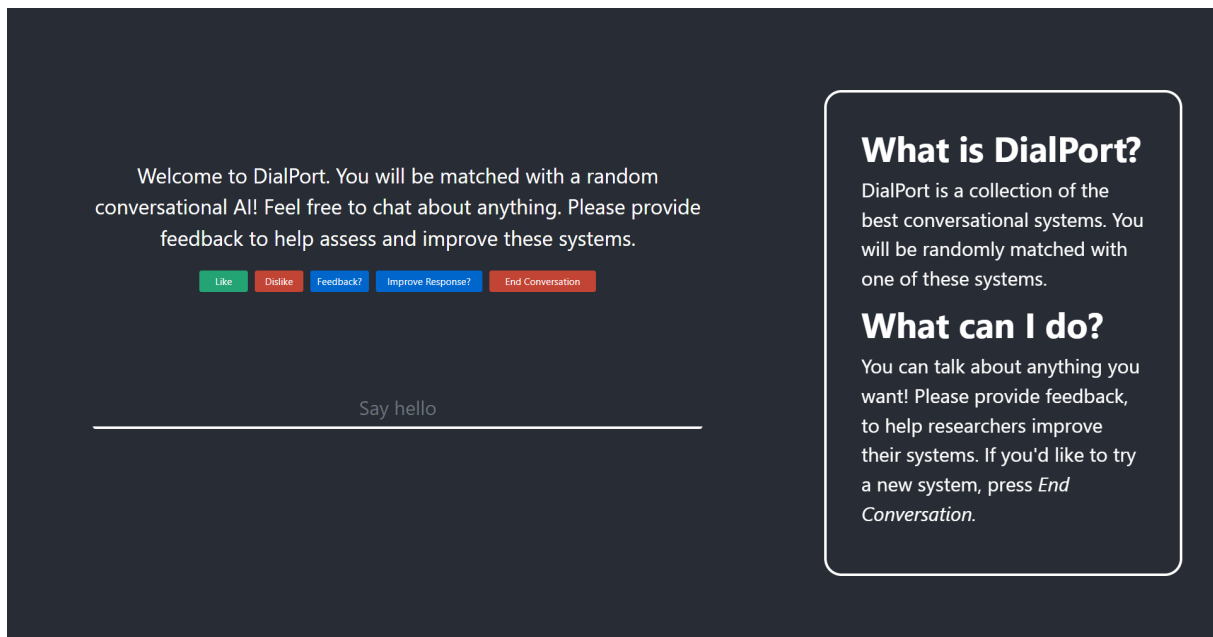 Welcome to DialPort. You will be matched with a random
conversational AI! Feel free to chat about anything. Please provide
feedback to help assess and improve these systems.
Like Dislike Feedback? Improve Response? End Conversation
Say hello
What is DialPort?
DialPort is a collection of the
best conversational systems. You
will be randomly matched with
one of these systems.
What can I do?
You can talk about anything you
want! Please provide feedback,
to help researchers improve
their systems. If you'd like to try
a new system, press End
Conversation.